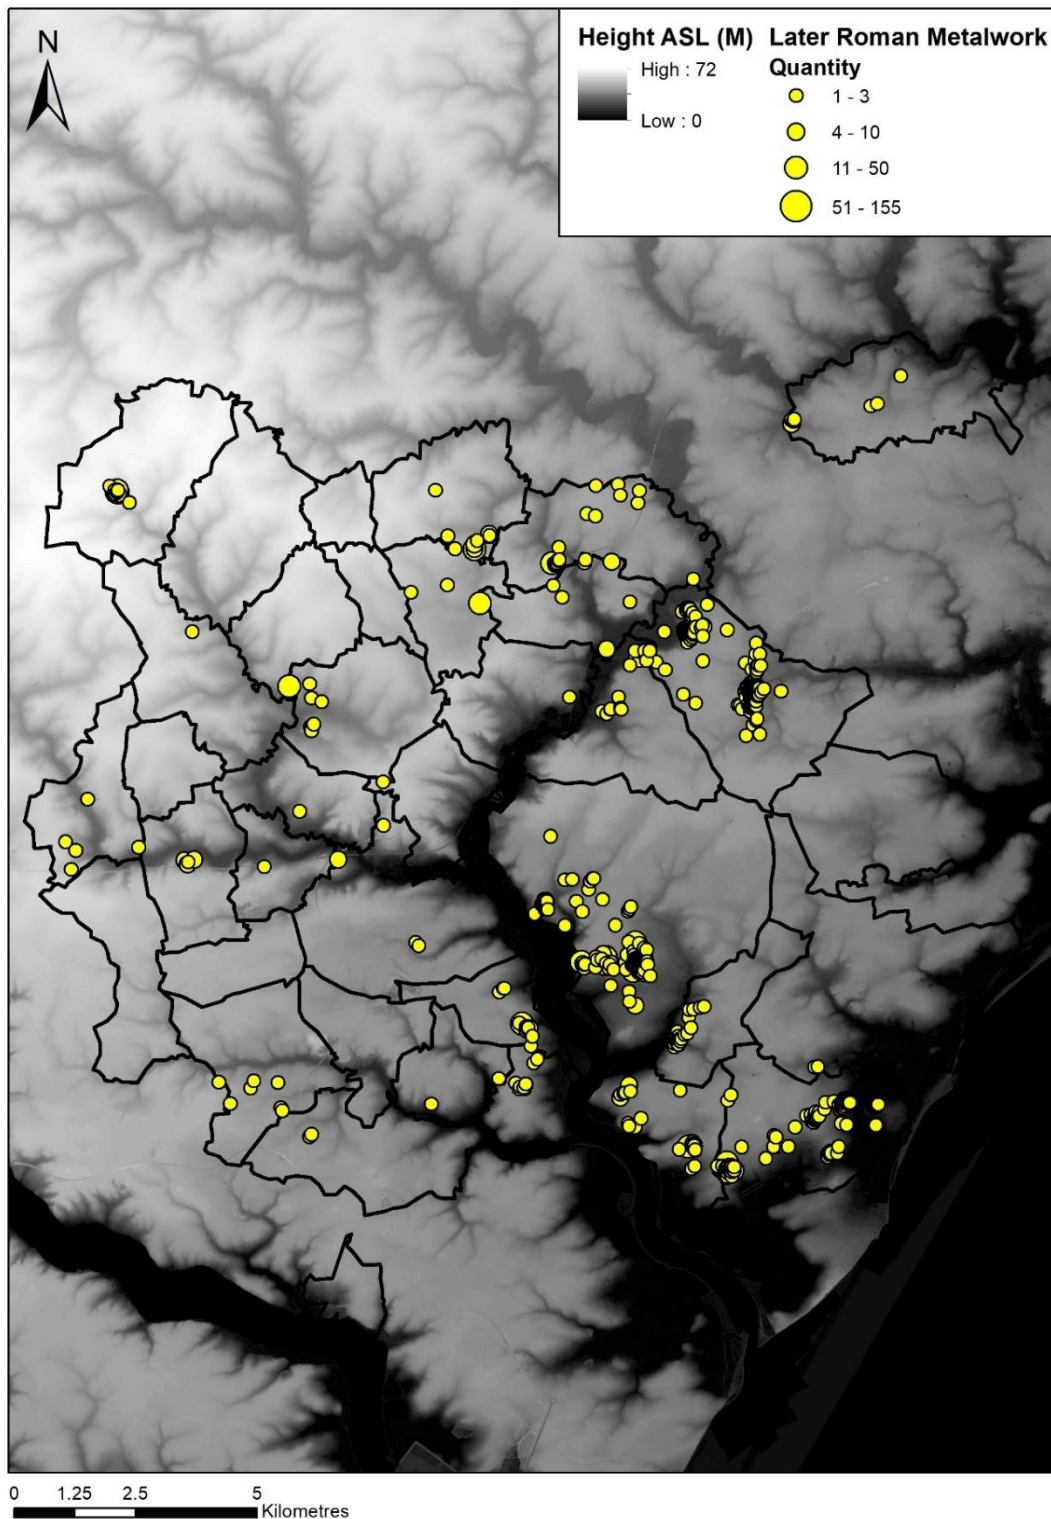 N
Height ASL (M)
High : 72
Low : 0
Later Roman Metalwork
Quantity
1 - 3
4 - 10
11 - 50
51 - 155
0 1.25 2.5 5
Kilometres